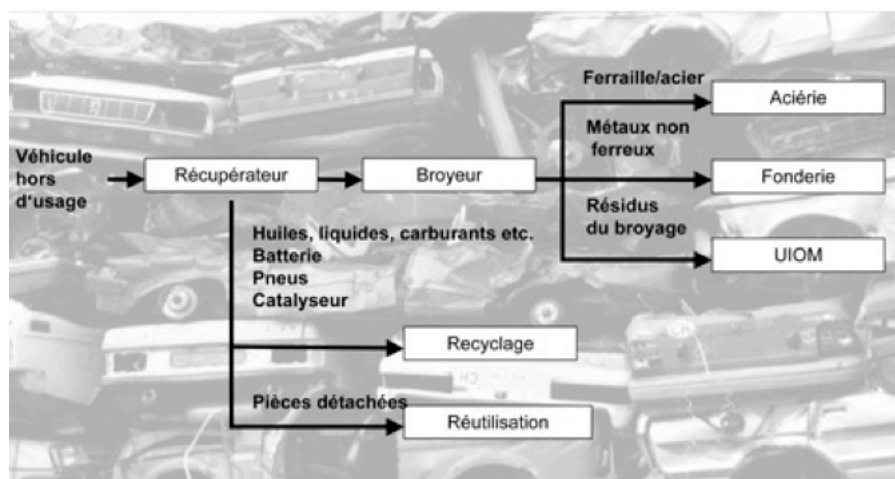 Véhicule
hors
d'usage
Récupérateur
Broyeur
Ferraille/acier
Aciérie
Métaux non
ferreux
Fonderie
Résidus
du broyage
UIOM
Huiles, liquides, carburants etc.
Batterie
Pneus
Catalyseur
Recyclage
Pièces détachées
Réutilisation